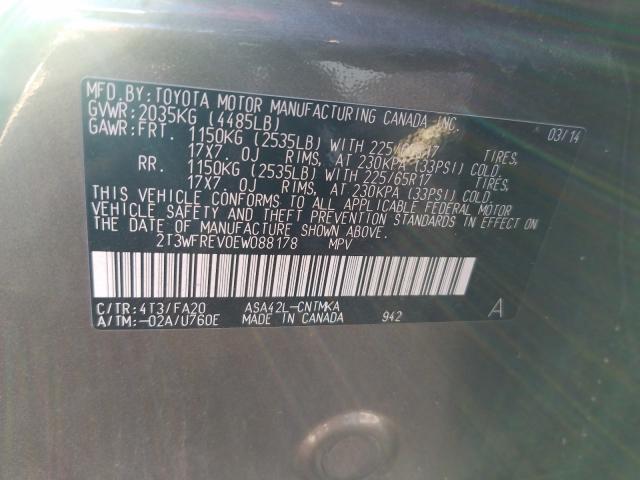 MFD.BY:TOYOTA MOTOR MANUFACTURING CANADA, INC. 03/14
GVWR:2035KG (4485LB)
GAWR:FRT. 1150KG (2535LB) WITH 225/65R17 TIRES,
17X7. 0J RIMS, AT 230KPA (33PSI) COLD.
RR. 1150KG (2535LB) WITH 225/65R17 TIRES,
17X7. 0J RIMS, AT 230KPA (33PSI) COLD.
THIS VEHICLE CONFORMS TO ALL APPLICABLE FEDERAL MOTOR
VEHICLE SAFETY AND THEFT PREVENTION STANDARDS IN EFFECT ON
THE DATE OF MANUFACTURE SHOWN ABOVE.
2T3WFREV0EW088178 MPV
C/TR:4T3/FA20 ASA42L-CNTMKA
A/TM:-02A/U760E MADE IN CANADA 942 A